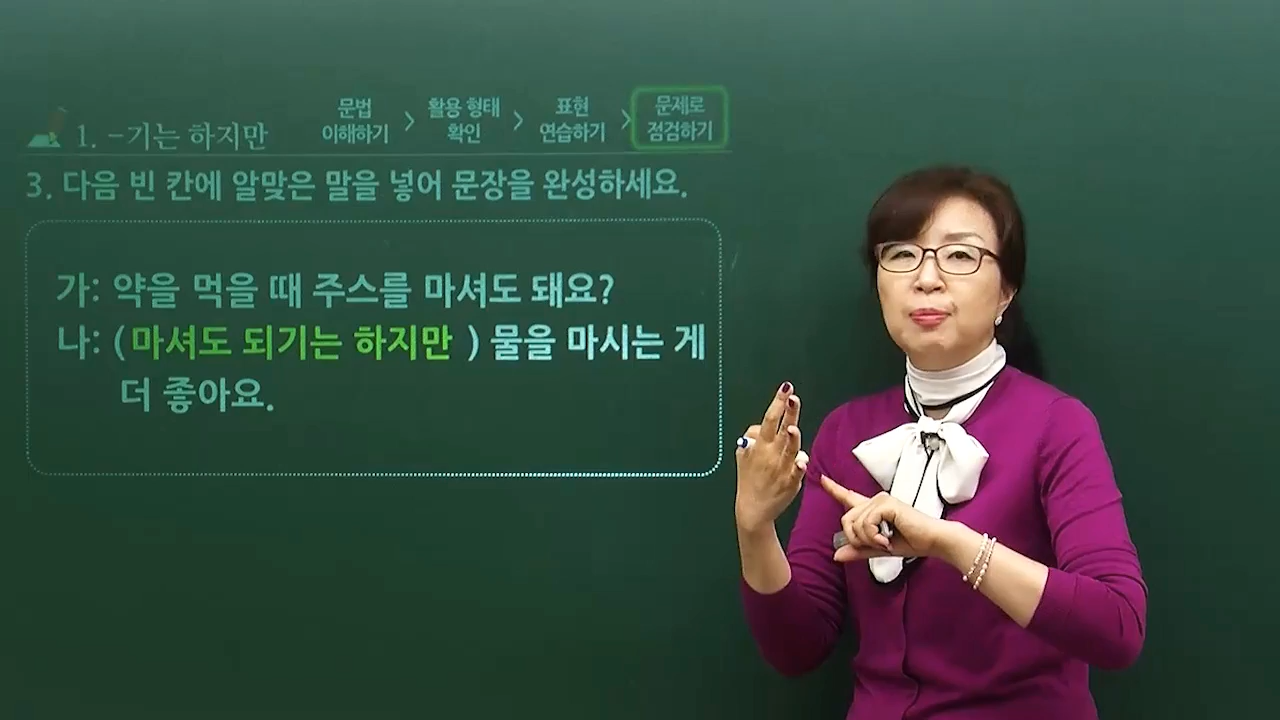 1. -기는 하지만
문법 이해하기 > 활용 형태 확인 > 표현 연습하기 > 문제로 점검하기
3. 다음 빈 칸에 알맞은 말을 넣어 문장을 완성하세요.
가: 약을 먹을 때 주스를 마셔도 돼요?
나: (마셔도 되기는 하지만 ) 물을 마시는 게
더 좋아요.